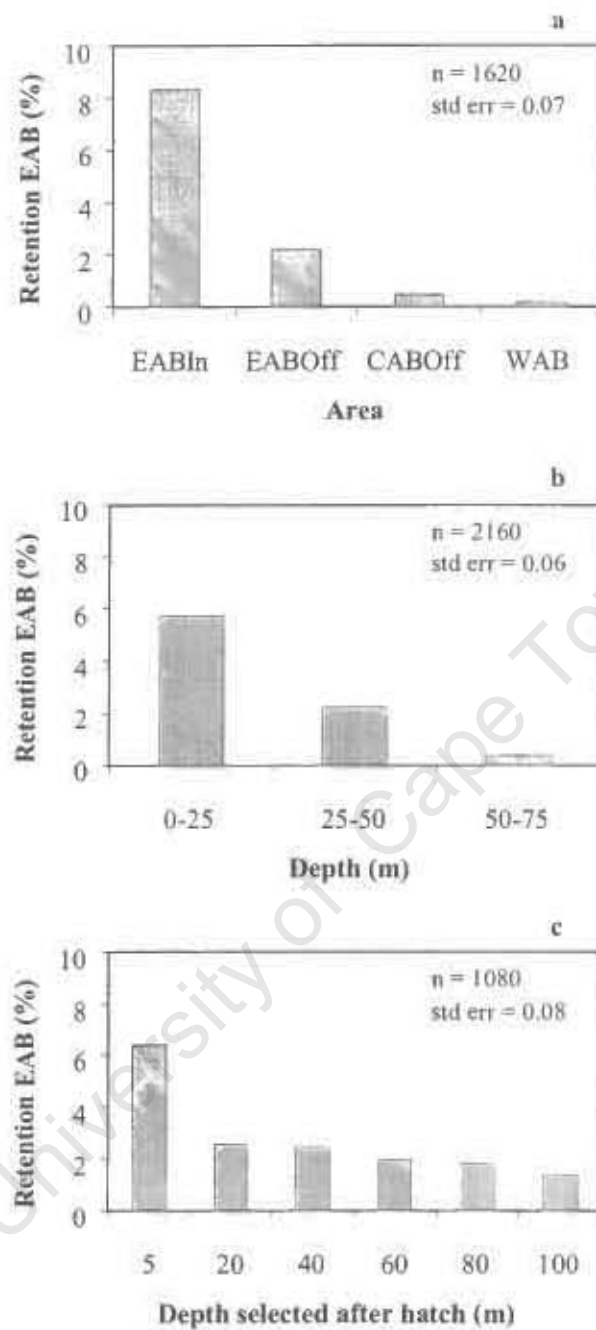 a
n = 1620
std err = 0.07
Retention EAB (%)
10
8
6
4
2
0
EABIn EABOff CABOff WAB
Area
b
n = 2160
std err = 0.06
Retention EAB (%)
10
8
6
4
2
0
0-25 25-50 50-75
Depth (m)
c
n = 1080
std err = 0.08
Retention EAB (%)
10
8
6
4
2
0
5 20 40 60 80 100
Depth selected after hatch (m)
University of Cape Tow